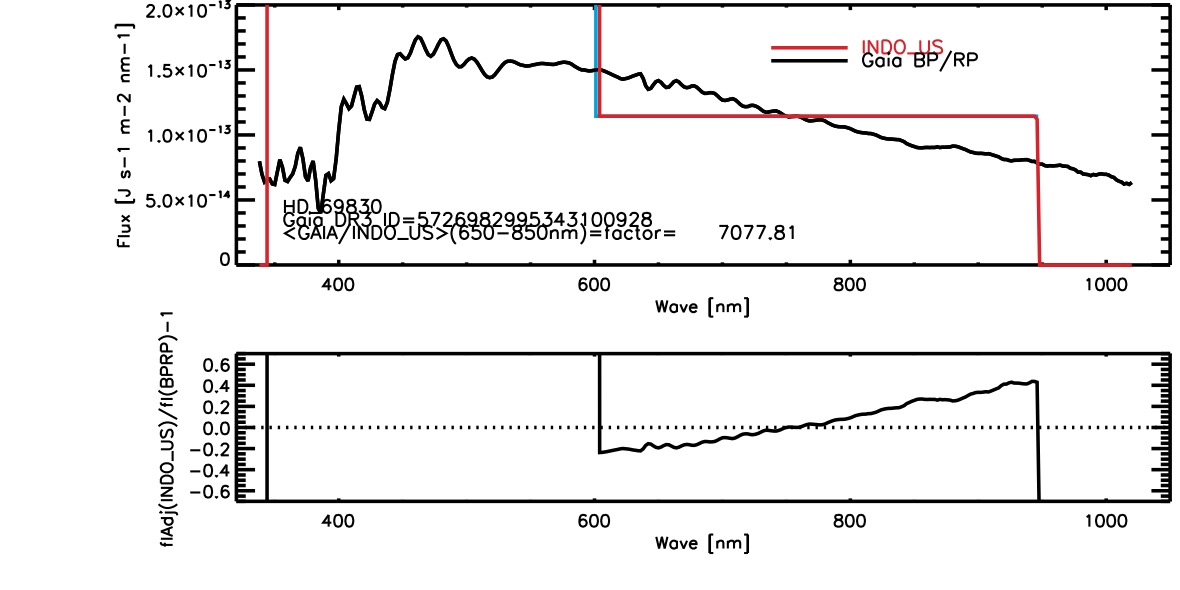 2.0×10−13
1.5×10−13
1.0×10−13
5.0×10−14
0
Flux [J s−1 m−2 nm−1]
INDO_US
Gaia BP/RP
HD_69830
Gaia DR3 ID=5726982995343100928
<GAIA/INDO_US>(650−850nm)=factor= 7077.81
400 600 800 1000
Wave [nm]
flAdj(INDO_US)/fl(BPRP)−1
0.6
0.4
0.2
0.0
−0.2
−0.4
−0.6
400 600 800 1000
Wave [nm]